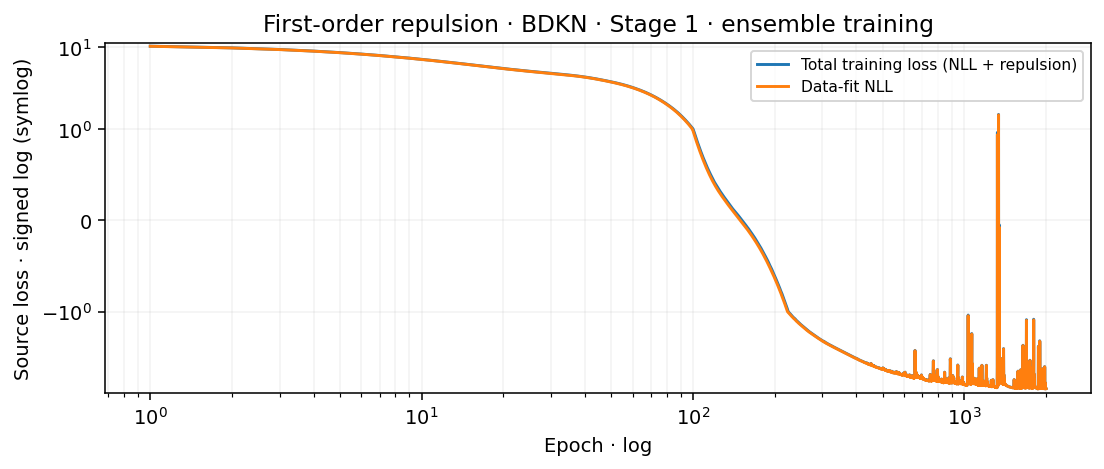 First-order repulsion · BDKN · Stage 1 · ensemble training
Total training loss (NLL + repulsion)
Data-fit NLL
Source loss · signed log (symlog)
10¹
10⁰
0
−10⁰
10⁰
10¹
10²
10³
Epoch · log